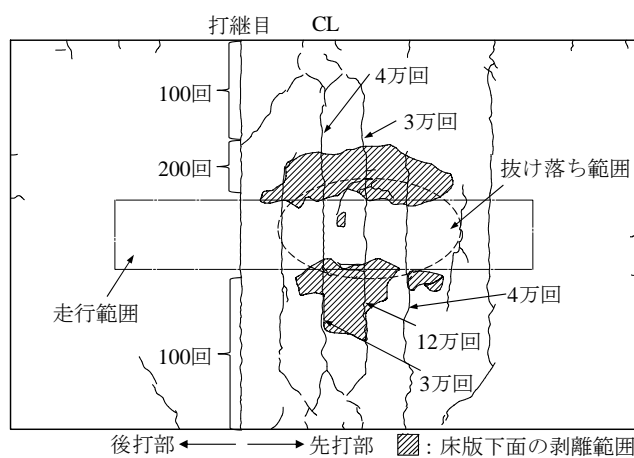 打継目 CL
4万回
100回
3万回
200回
抜け落ち範囲
走行範囲
4万回
12万回
100回
3万回
後打部 先打部 :床版下面の剥離範囲